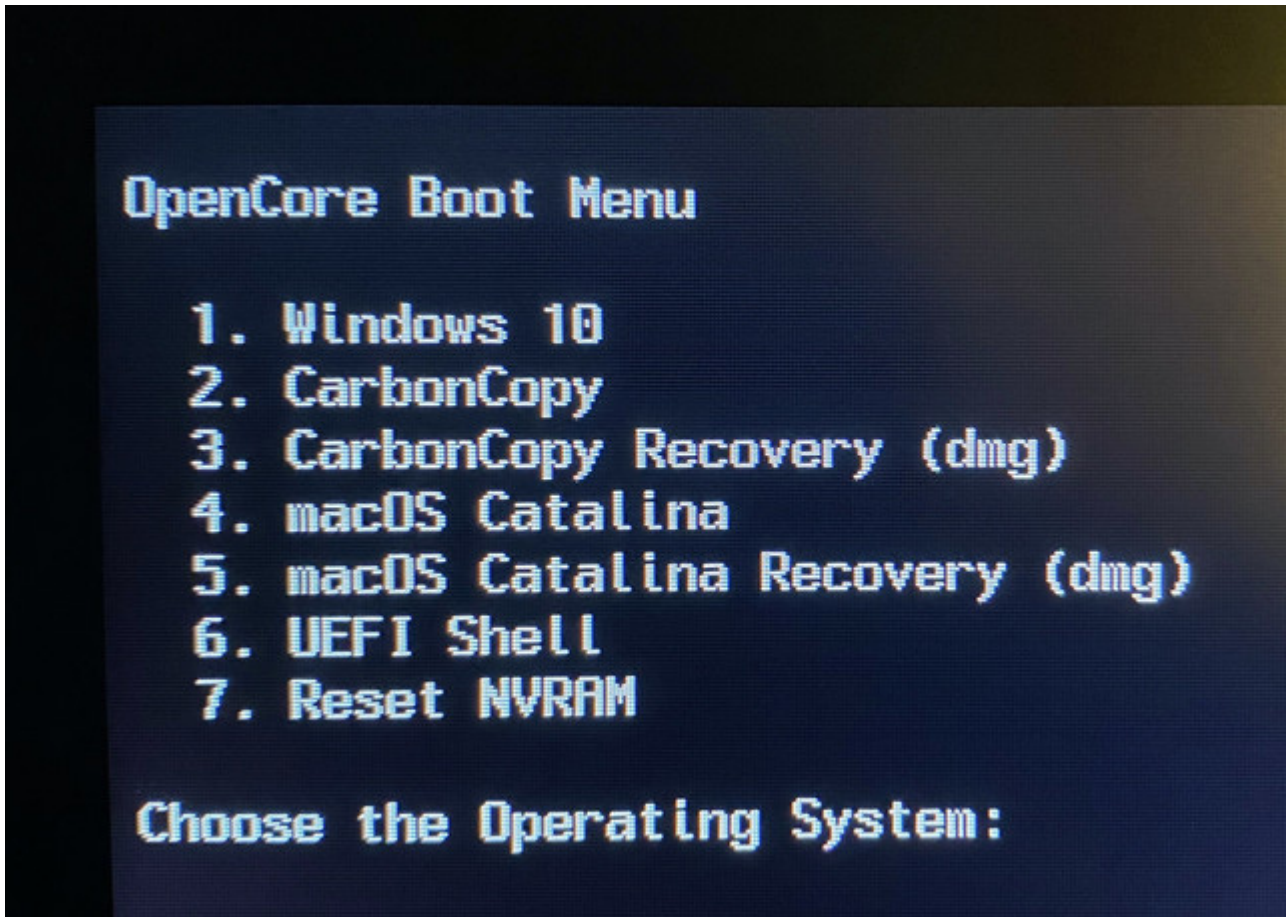 OpenCore Boot Menu
1. Windows 10
2. CarbonCopy
3. CarbonCopy Recovery (dmg)
4. macOS Catalina
5. macOS Catalina Recovery (dmg)
6. UEFI Shell
7. Reset NVRAM
Choose the Operating System: